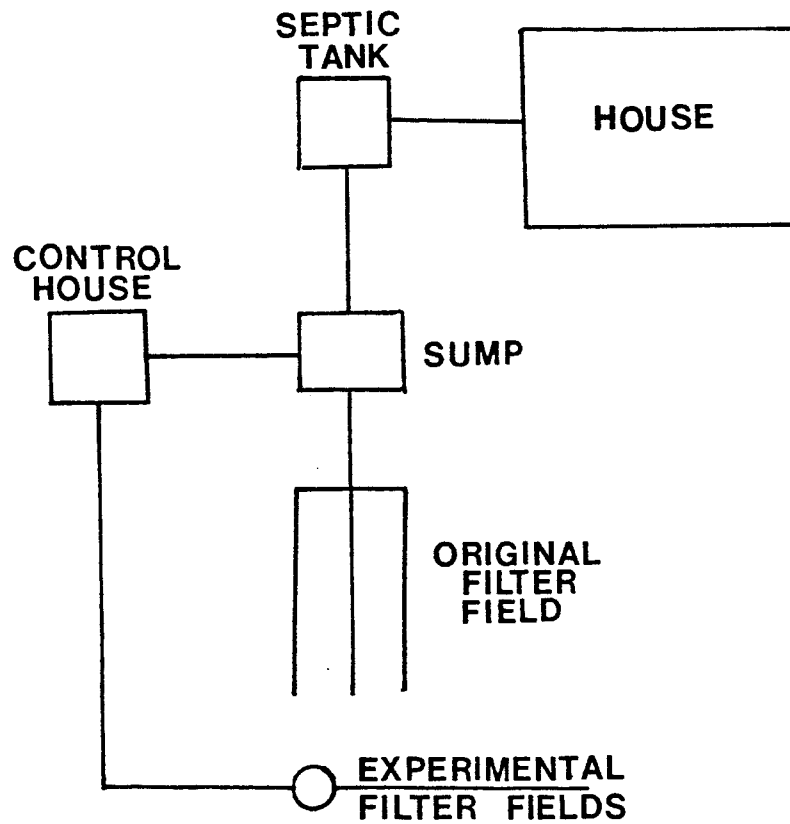 SEPTIC
TANK
HOUSE
CONTROL
HOUSE
SUMP
ORIGINAL
FILTER
FIELD
EXPERIMENTAL
FILTER FIELDS